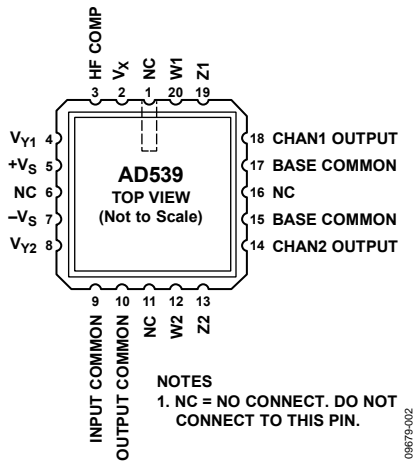 HF COMP
VX
NC
W1
Z1
3
2
1
20
19
VY1 4
+VS 5
NC 6
–VS 7
VY2 8
AD539
TOP VIEW
(Not to Scale)
18 CHAN1 OUTPUT
17 BASE COMMON
16 NC
15 BASE COMMON
14 CHAN2 OUTPUT
9
10
11
12
13
INPUT COMMON
OUTPUT COMMON
NC
W2
Z2
NOTES
1. NC = NO CONNECT. DO NOT
CONNECT TO THIS PIN.
09679-002